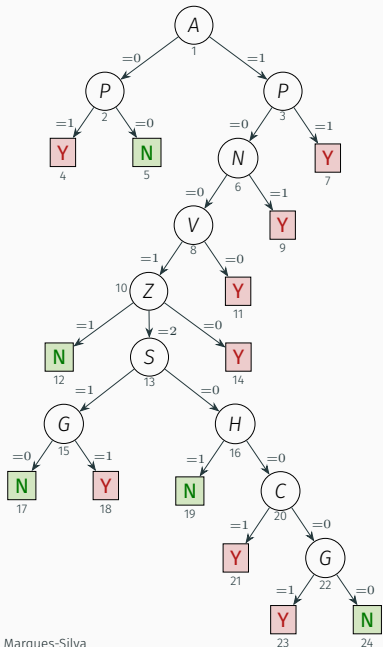 A
1
=0 =1
P P
2 3
=1 =0 =0 =1
Y N N Y
4 5 6 7
=0 =1
V Y
8 9
=1 =0
10 Z Y
11
=1 =2 =0
N S Y
12 13 14
=1 =0
G H
15 16
=0 =1 =1 =0
N Y N C
17 18 19 20
=1 =0
Y G
21 22
=1 =0
Y N
23 24
Marques-Silva